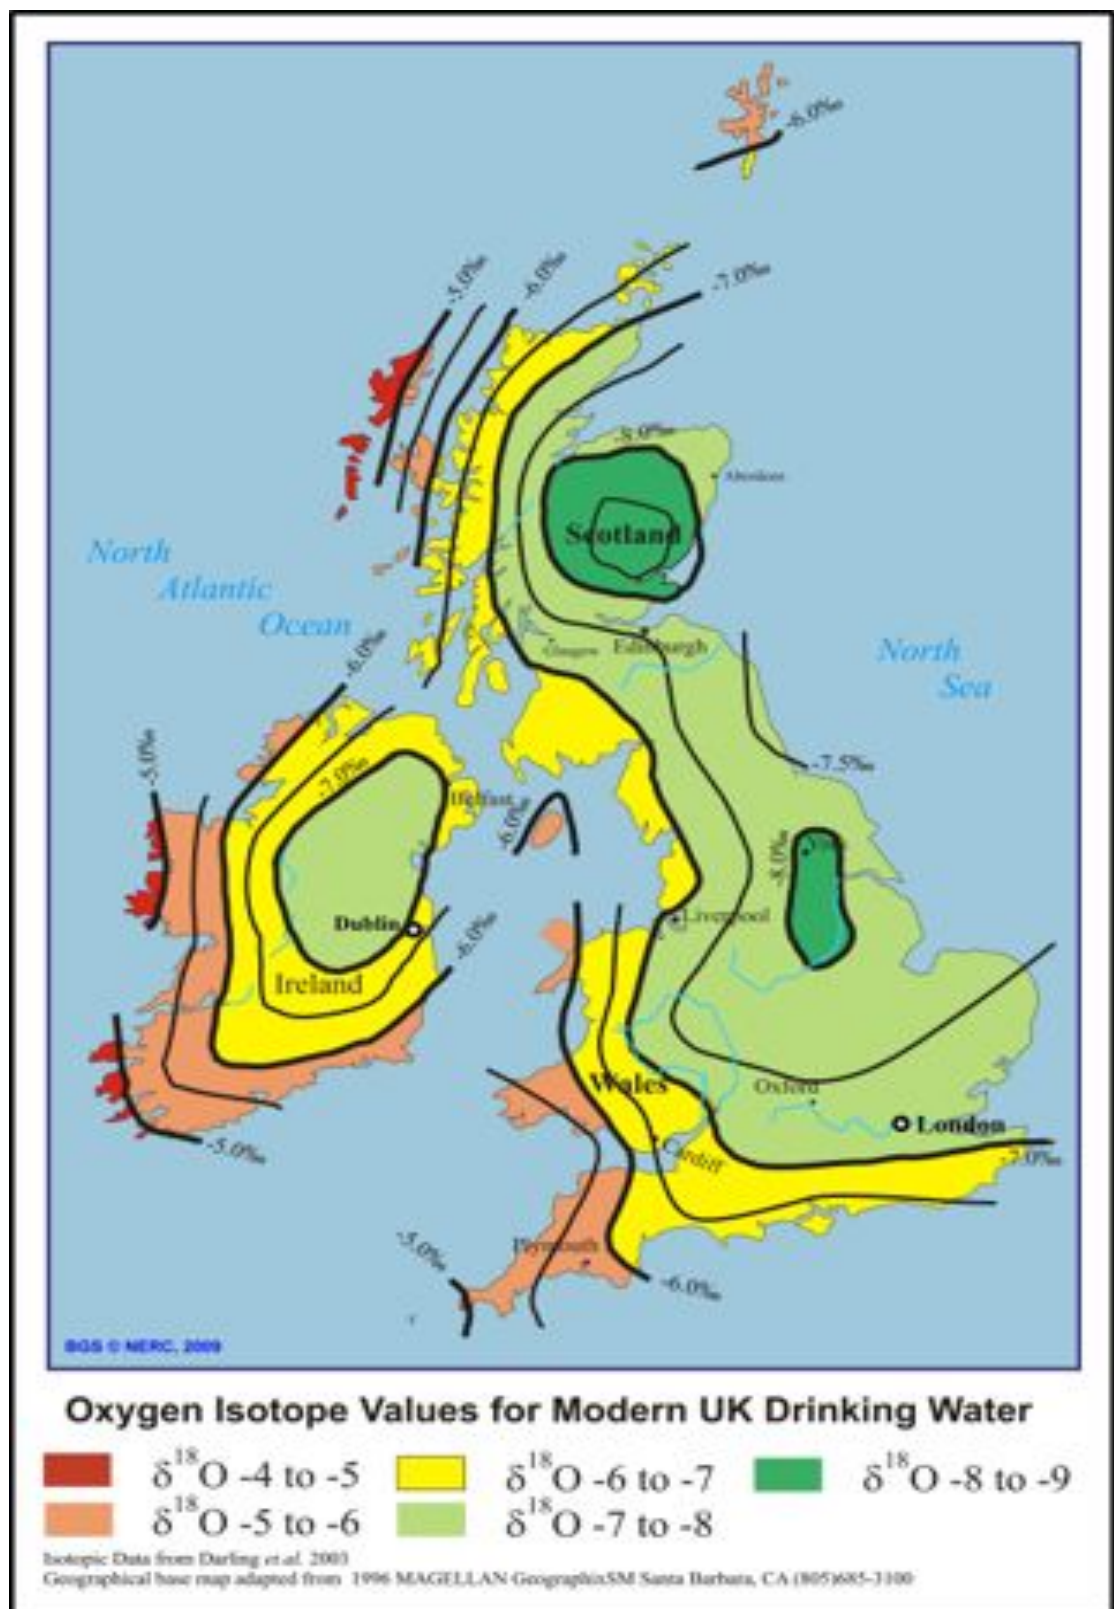 -6.0‰
-5.0‰
-6.0‰
-7.0‰
-8.0‰
Aberdeen
Scotland
North
Atlantic
Ocean
Glasgow
Edinburgh
North
Sea
-6.0‰
-5.0‰
-7.0‰
-7.5‰
Belfast
-6.0‰
-8.0‰
Dublin
Liverpool
-6.0‰
Ireland
Wales
Oxford
London
-5.0‰
Cardiff
-7.0‰
-5.0‰
Plymouth
-6.0‰
BGS © NERC, 2009
Oxygen Isotope Values for Modern UK Drinking Water
δ¹⁸O -4 to -5
δ¹⁸O -6 to -7
δ¹⁸O -8 to -9
δ¹⁸O -5 to -6
δ¹⁸O -7 to -8
Isotopic Data from Darling et al. 2003
Geographical base map adapted from 1996 MAGELLAN GeographixSM Santa Barbara, CA (805)685-3100